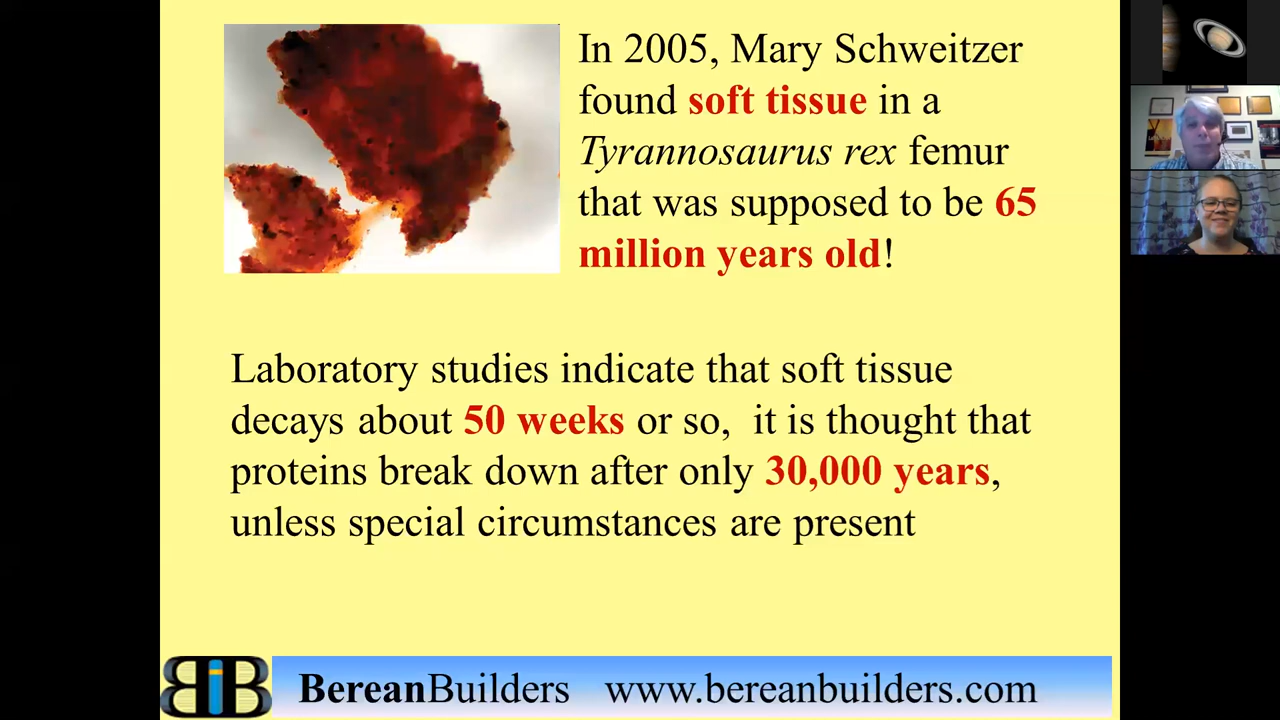 In 2005, Mary Schweitzer
found soft tissue in a
Tyrannosaurus rex femur
that was supposed to be 65
million years old!
Laboratory studies indicate that soft tissue
decays about 50 weeks or so, it is thought that
proteins break down after only 30,000 years,
unless special circumstances are present
BiB BereanBuilders www.bereanbuilders.com